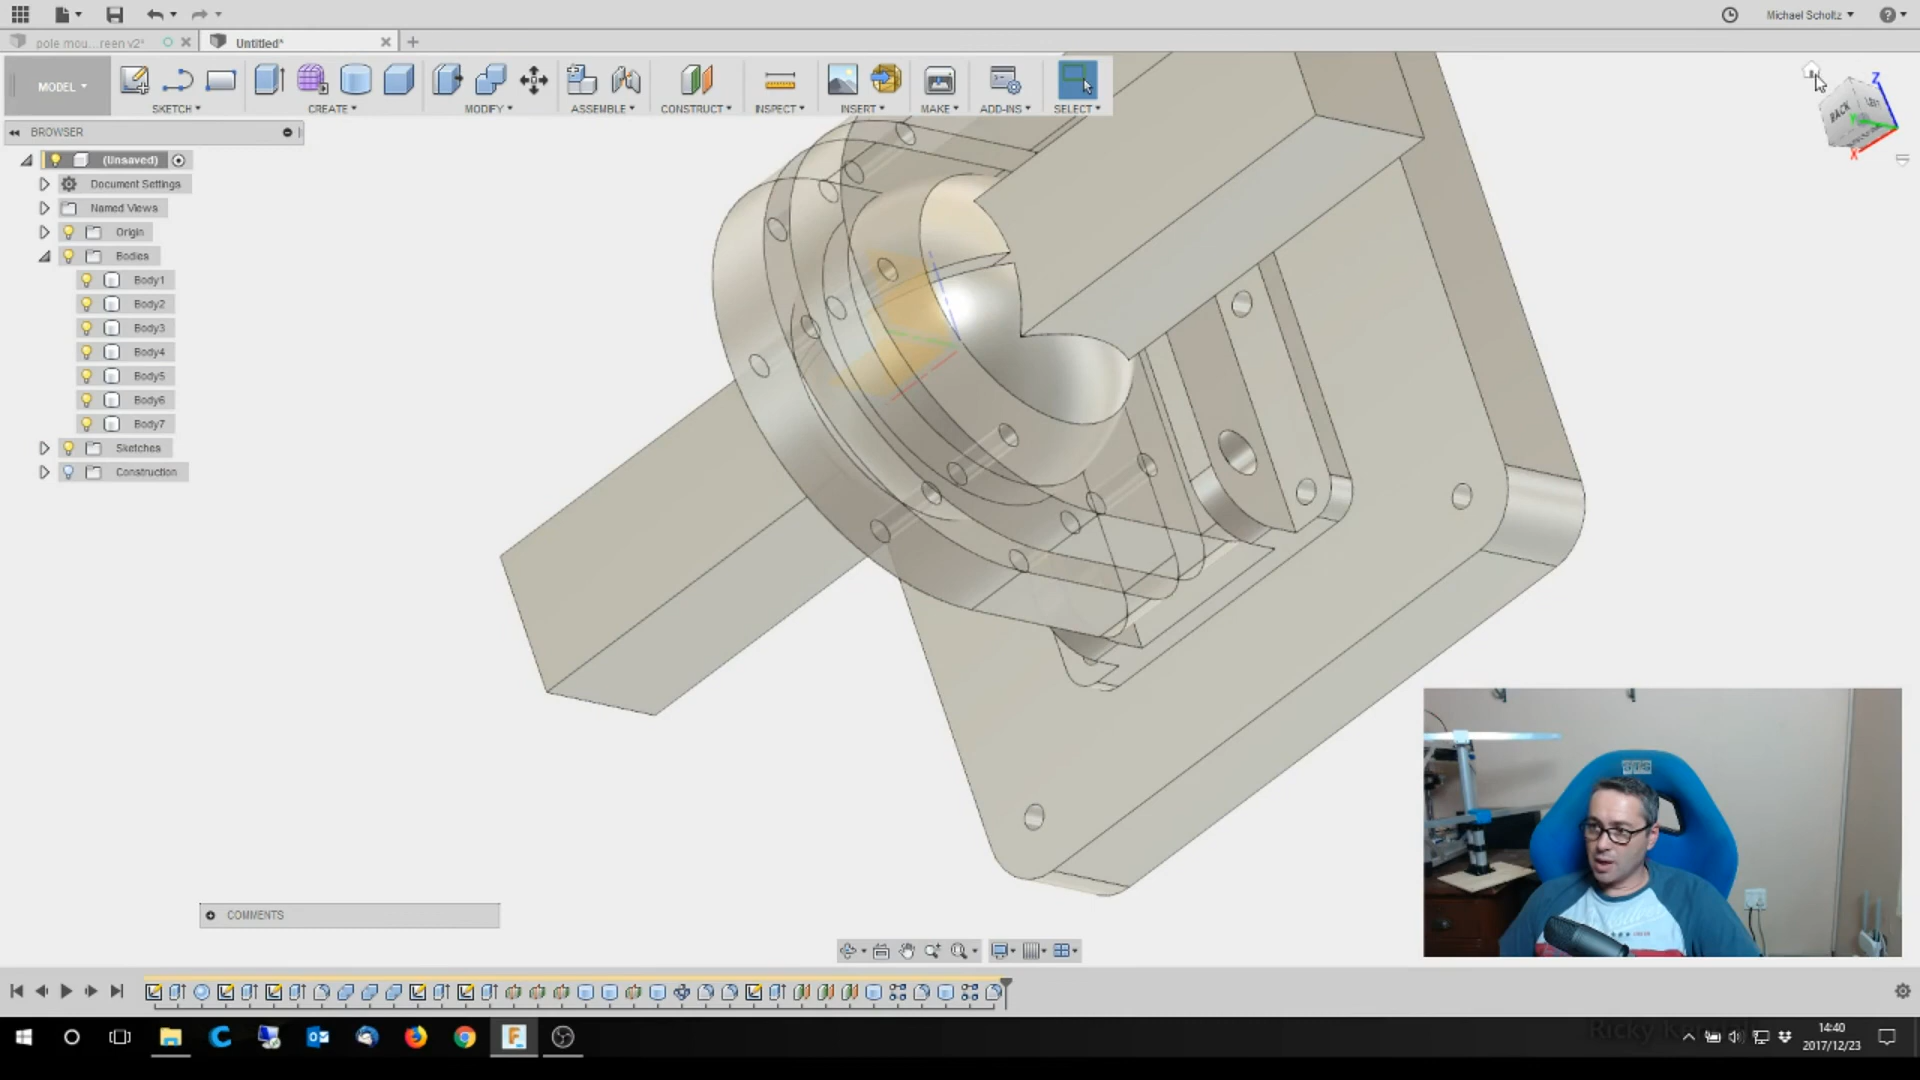 Michael Scholtz
pole mou...reen v2*
Untitled*
MODEL
SKETCH
CREATE
MODIFY
ASSEMBLE
CONSTRUCT
INSPECT
INSERT
MAKE
ADD-INS
SELECT
BROWSER
(Unsaved)
Document Settings
Named Views
Origin
Bodies
Body1
Body2
Body3
Body4
Body5
Body6
Body7
Sketches
Construction
Z
BACK
LEFT
Y
X
COMMENTS
14:40
2017/12/23